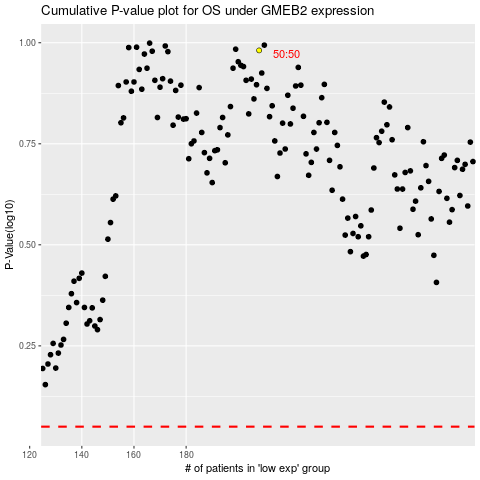 Cumulative P-value plot for OS under GMEB2 expression
1.00
50:50
0.75
P-Value(log10)
0.50
0.25
120 140 160 180
# of patients in 'low exp' group